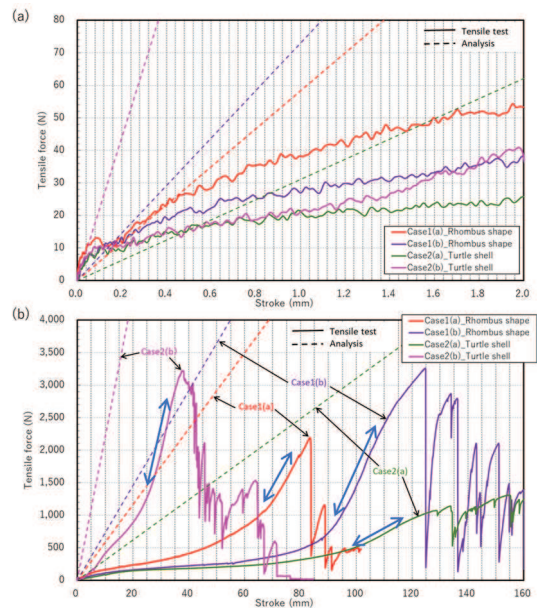 (a)
80
70
60
50
40
30
20
10
0
Tensile force (N)
Tensile test
Analysis
Case1(a)_Rhombus shape
Case1(b)_Rhombus shape
Case2(a)_Turtle shell
Case2(b)_Turtle shell
0.0 0.2 0.4 0.6 0.8 1.0 1.2 1.4 1.6 1.8 2.0
Stroke (mm)
(b)
4,000
3,500
3,000
2,500
2,000
1,500
1,000
500
0
Tensile force (N)
Tensile test
Analysis
Case1(a)_Rhombus shape
Case1(b)_Rhombus shape
Case2(a)_Turtle shell
Case2(b)_Turtle shell
Case2(b)
Case1(b)
Case1(a)
Case2(a)
0 20 40 60 80 100 120 140 160
Stroke (mm)